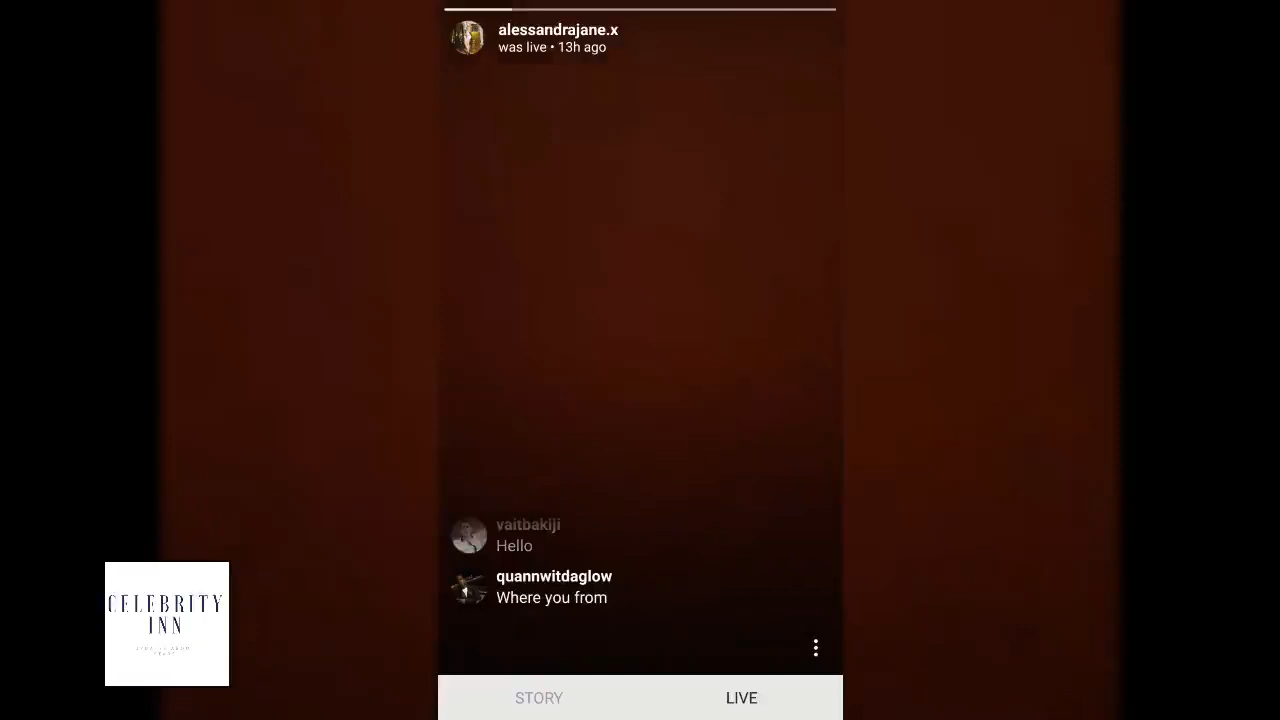 alessandrajane.x
was live • 13h ago
vaitbakiji
Hello
quannwitdaglow
Where you from
CELEBRITY
INN
STORY
LIVE